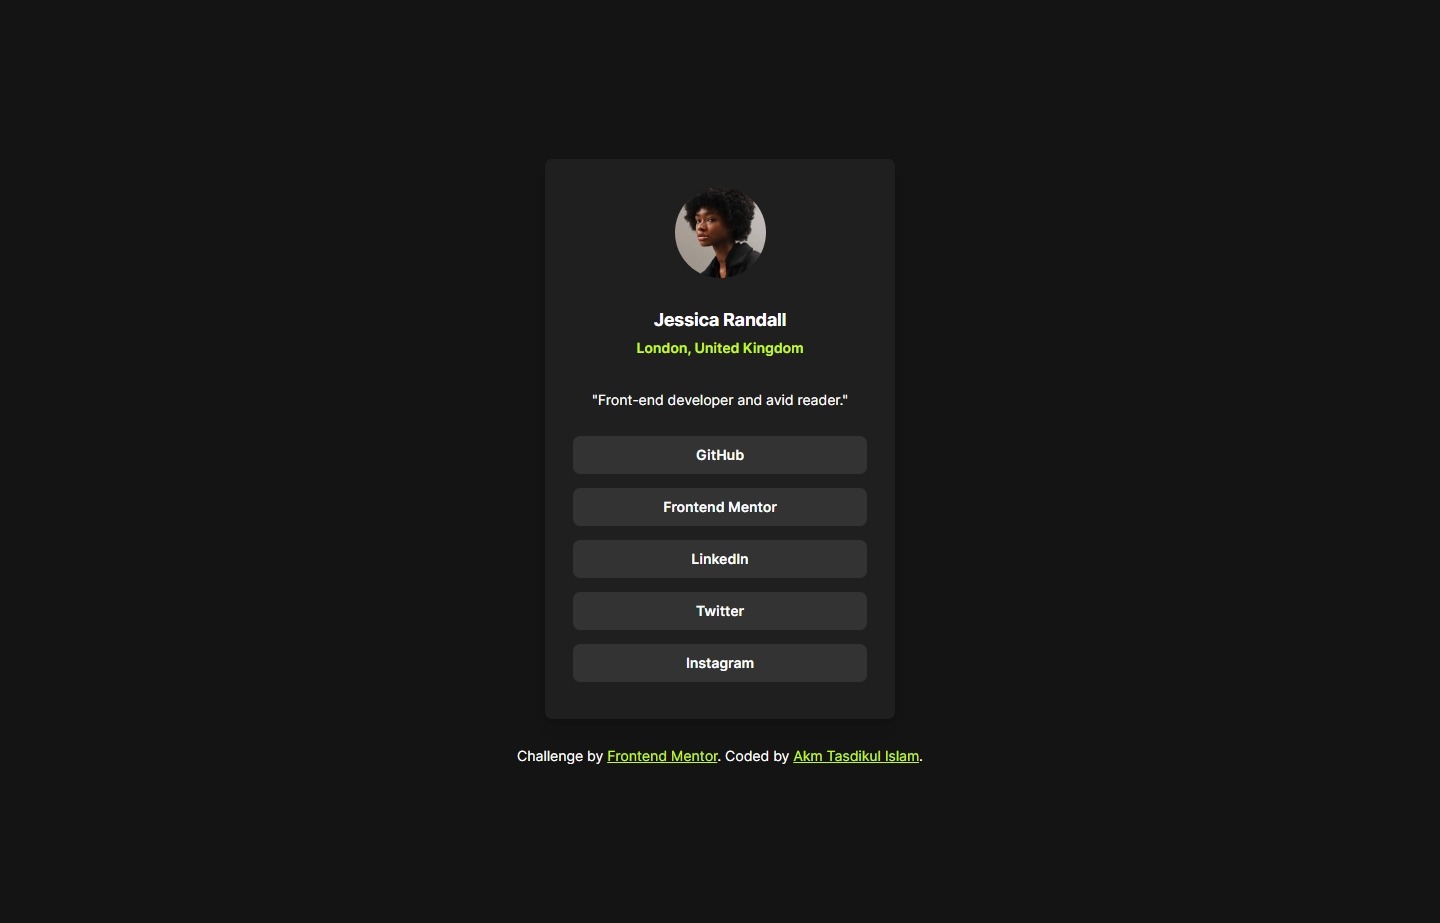 Jessica Randall
London, United Kingdom
"Front-end developer and avid reader."
GitHub
Frontend Mentor
LinkedIn
Twitter
Instagram
Challenge by Frontend Mentor. Coded by Akm Tasdikul Islam.